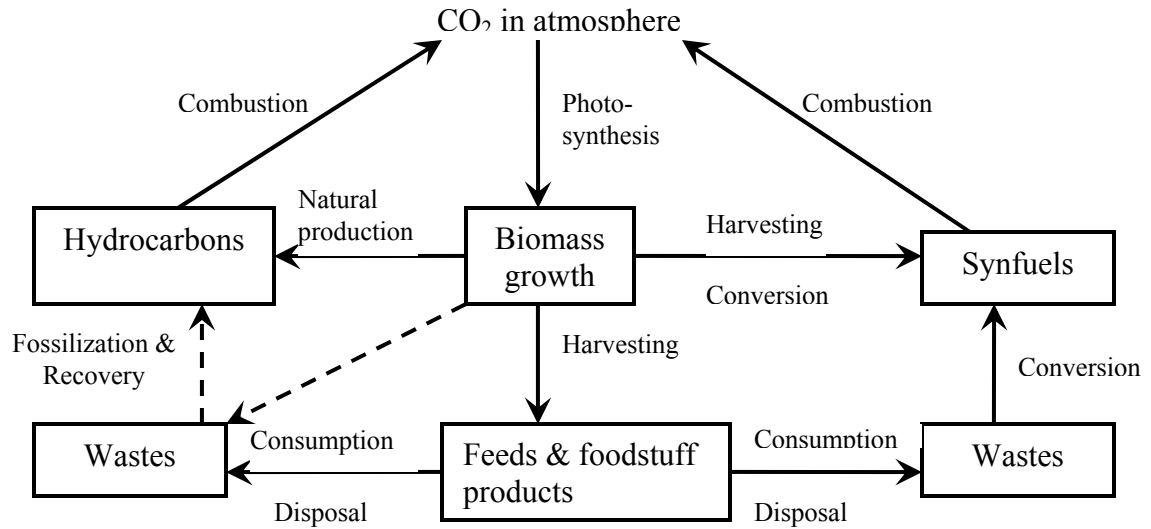 CO₂ in atmosphere
Combustion
Photo-
synthesis
Combustion
Natural
production
Hydrocarbons
Biomass
growth
Harvesting
Conversion
Synfuels
Fossilization &
Recovery
Harvesting
Conversion
Wastes
Consumption
Disposal
Feeds & foodstuff
products
Consumption
Disposal
Wastes